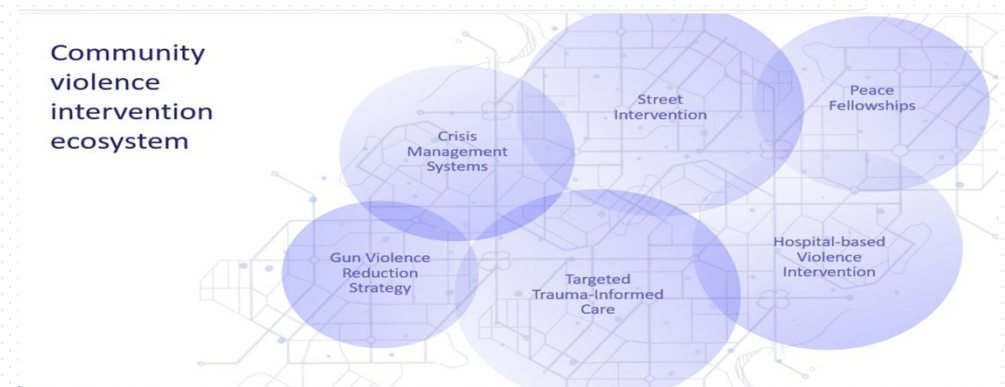 Community
violence
intervention
ecosystem
Crisis
Management
Systems
Street
Intervention
Peace
Fellowships
Gun Violence
Reduction
Strategy
Targeted
Trauma-Informed
Care
Hospital-based
Violence
Intervention